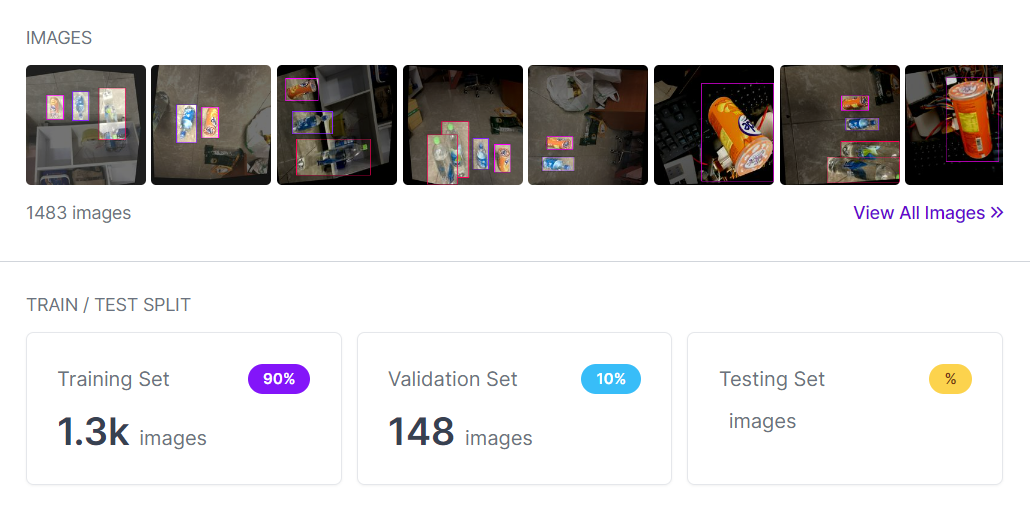 IMAGES
1483 images
View All Images
TRAIN / TEST SPLIT
Training Set
90%
1.3k images
Validation Set
10%
148 images
Testing Set
%
images